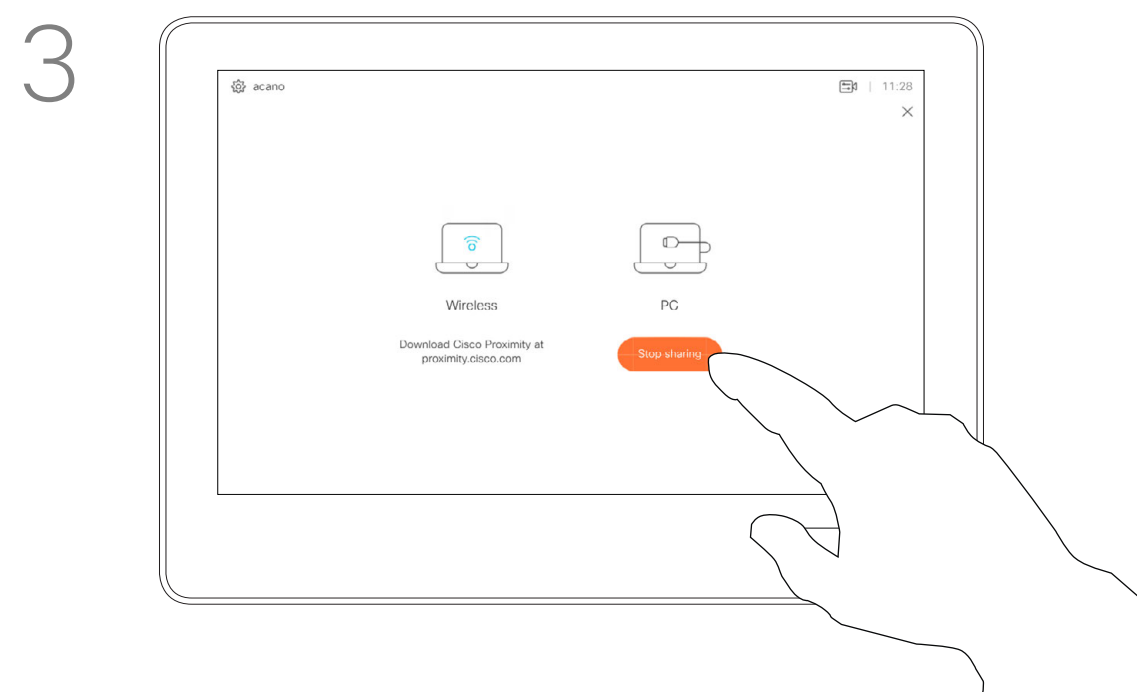 3
acano
11:28
Wireless
PC
Download Cisco Proximity at
proximity.cisco.com
Stop sharing